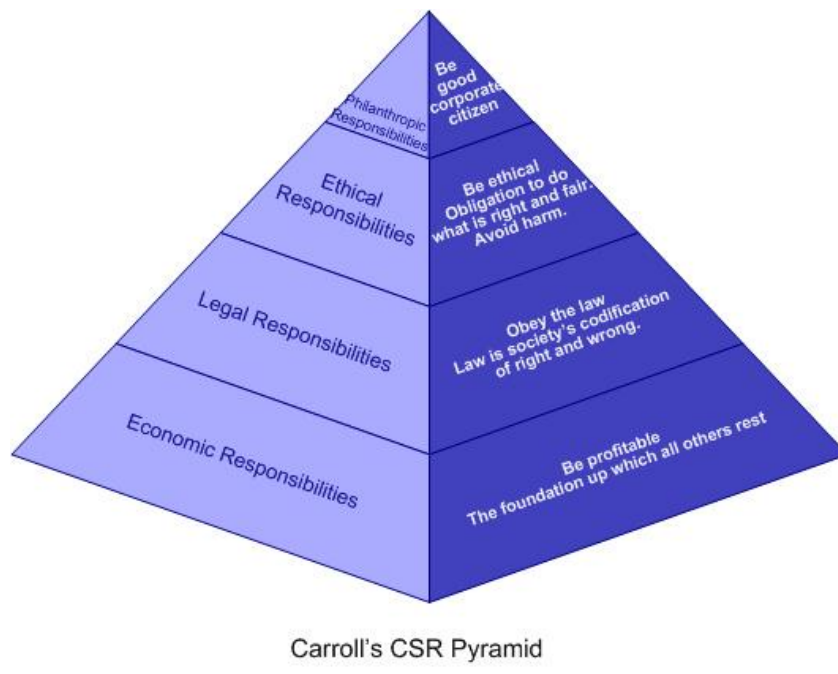 Philanthropic
Responsibilities
Be
good
corporate
citizen
Ethical
Responsibilities
Be ethical
Obligation to do
what is right and fair.
Avoid harm.
Legal Responsibilities
Obey the law
Law is society's codification
of right and wrong.
Economic Responsibilities
Be profitable
The foundation up which all others rest
Carroll's CSR Pyramid